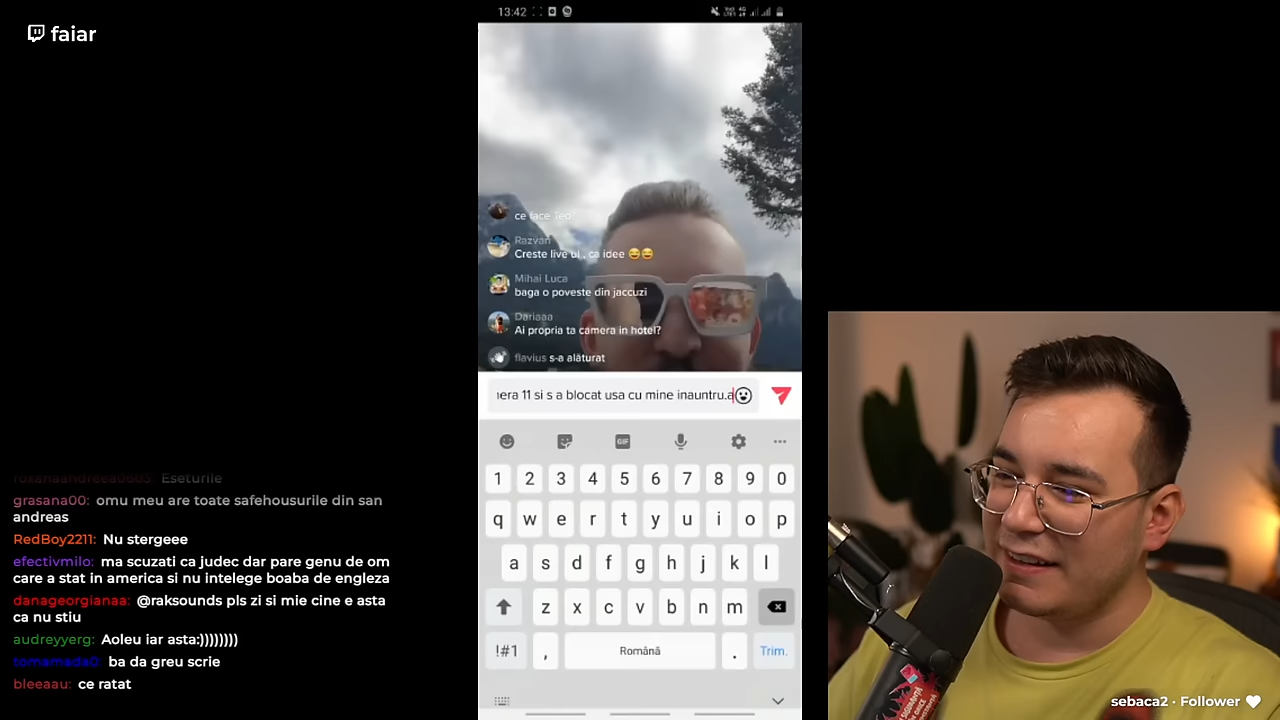 faiar
13:42
ce face Teo?
Razvan
Creste live ul , ca idee 😂😂
Mihai Luca
baga o poveste din jaccuzi
Dariaaa
Ai propria ta camera in hotel?
flavius s-a alăturat
era 11 si s a blocat usa cu mine inauntru.a
GIF
1 2 3 4 5 6 7 8 9 0
q w e r t y u i o p
a s d f g h j k l
z x c v b n m
!#1 , Română . Trim.
roxanaandreea0803: Eseturile
grasana00: omu meu are toate safehousurile din san
andreas
RedBoy2211: Nu stergeee
efectivmilo: ma scuzati ca judec dar pare genu de om
care a stat in america si nu intelege boaba de engleza
danageorgianaa: @raksounds pls zi si mie cine e asta
ca nu stiu
audreyyerg: Aoleu iar asta:))))))))
tomamada0: ba da greu scrie
bleeaau: ce ratat
sebaca2 · Follower